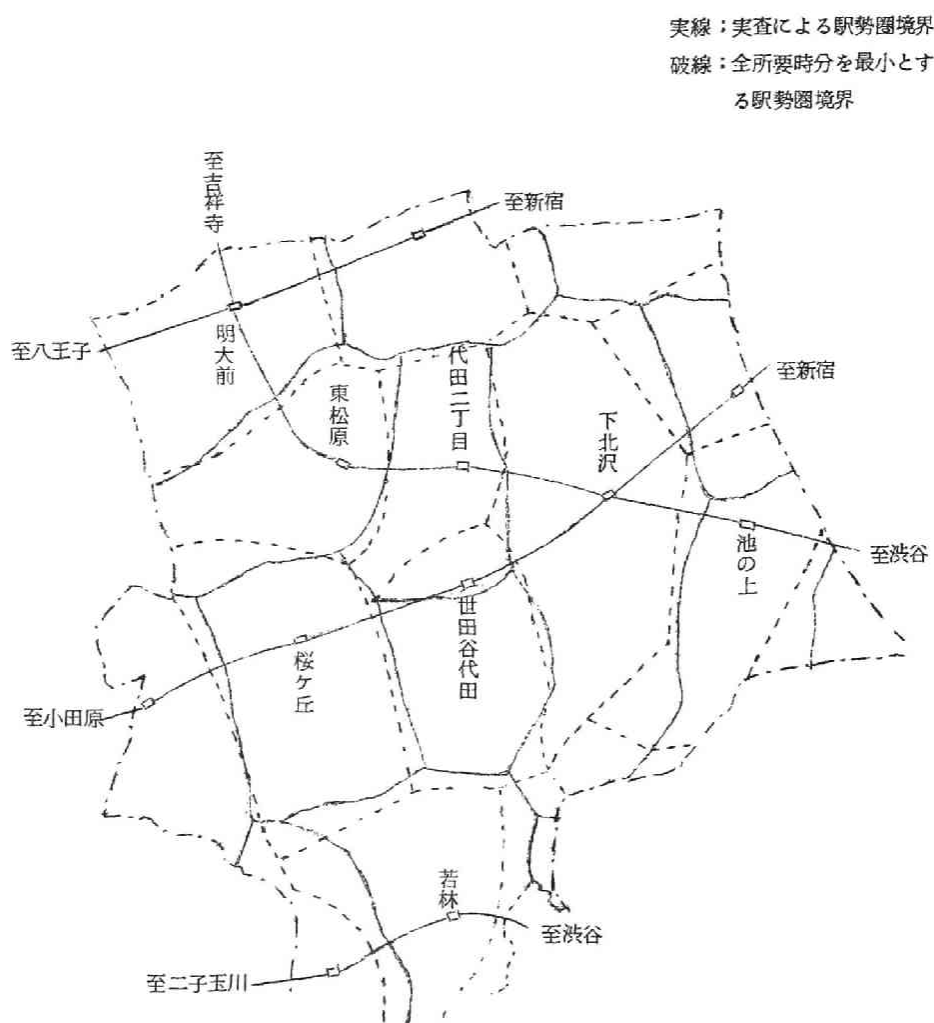 実線；実査による駅勢圏境界
破線：全所要時分を最小とす
る駅勢圏境界
至吉祥寺
至新宿
至八王子
明大前
東松原
代田二丁目
下北沢
至新宿
池の上
至渋谷
世田谷代田
桜ケ丘
至小田原
若林
至渋谷
至二子玉川